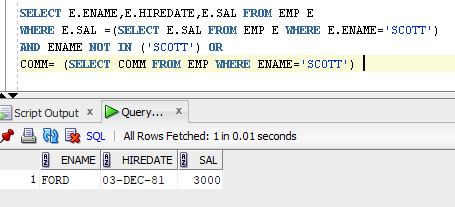 SELECT E.ENAME,E.HIREDATE,E.SAL FROM EMP E
WHERE E.SAL =(SELECT E.SAL FROM EMP E WHERE E.ENAME='SCOTT')
AND ENAME NOT IN ('SCOTT') OR
COMM= (SELECT COMM FROM EMP WHERE ENAME='SCOTT')
Script Output x Query... x
SQL | All Rows Fetched: 1 in 0.01 seconds
ENAME HIREDATE SAL
1 FORD 03-DEC-81 3000